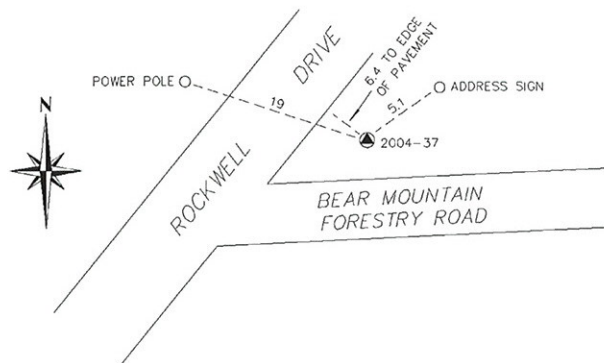 DRIVE
6.4 TO EDGE
OF PAVEMENT
POWER POLE
ADDRESS SIGN
19
5.1
N
2004-37
ROCKWELL
BEAR MOUNTAIN
FORESTRY ROAD